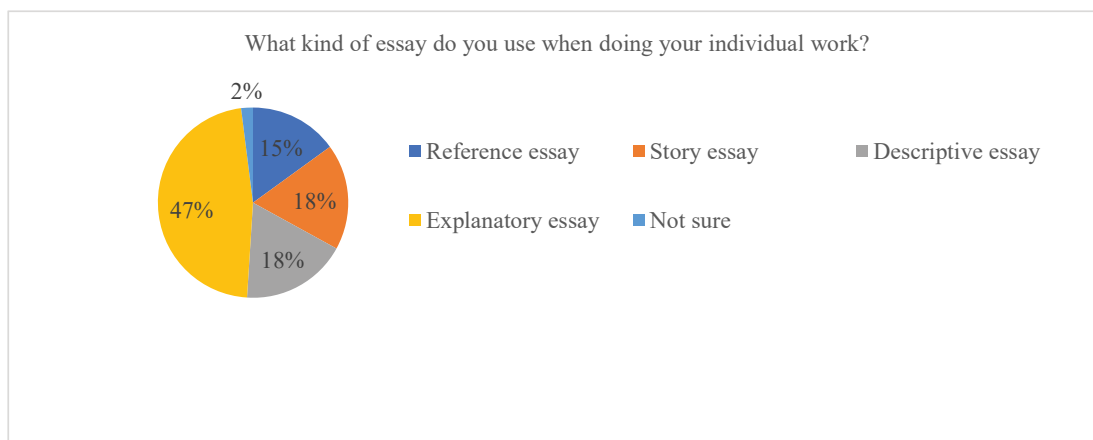 What kind of essay do you use when doing your individual work?
2%
15%
18%
47%
18%
Reference essay
Story essay
Descriptive essay
Explanatory essay
Not sure